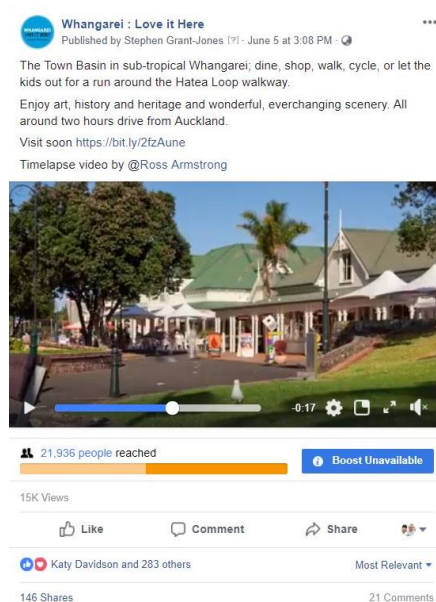 Whangarei : Love it Here
Published by Stephen Grant-Jones [?] · June 5 at 3:08 PM ·
The Town Basin in sub-tropical Whangarei; dine, shop, walk, cycle, or let the
kids out for a run around the Hatea Loop walkway.
Enjoy art, history and heritage and wonderful, everchanging scenery. All
around two hours drive from Auckland.
Visit soon https://bit.ly/2fzAune
Timelapse video by @Ross Armstrong
-0:17
21,936 people reached
Boost Unavailable
15K Views
Like
Comment
Share
Katy Davidson and 283 others
Most Relevant
146 Shares
21 Comments